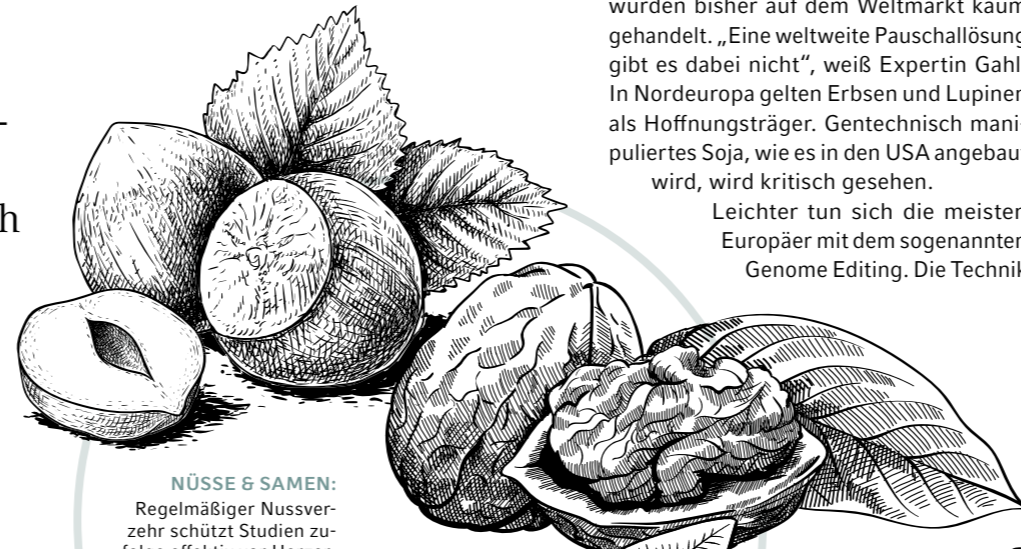 -
h
wurden bisher auf dem Weltmarkt kaum
gehandelt. „Eine weltweite Pauschallösung
gibt es dabei nicht“, weiß Expertin Gahl
In Nordeuropa gelten Erbsen und Lupinen
als Hoffnungsträger. Gentechnisch mani-
puliertes Soja, wie es in den USA angebaut
wird, wird kritisch gesehen.
Leichter tun sich die meisten
Europäer mit dem sogenannten
Genome Editing. Die Technik
NÜSSE & SAMEN:
Regelmäßiger Nussver-
zehr schützt Studien zu-